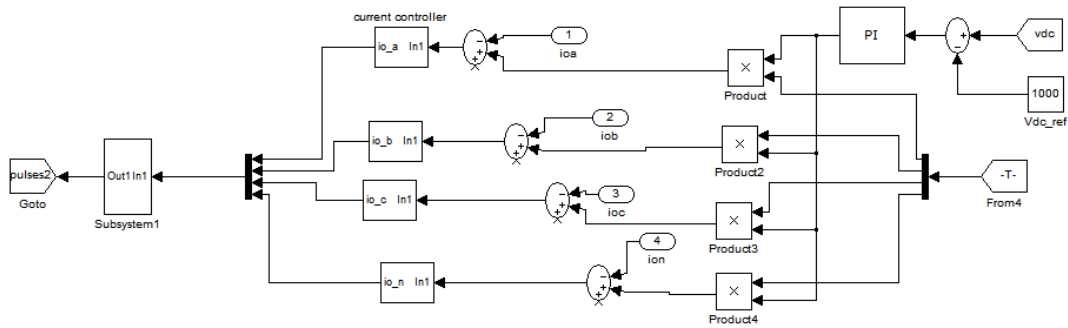 current controller
io_a In1
1
ioa
PI
vdc
1000
Vdc_ref
Product
io_b In1
2
iob
Product2
pulses2
Goto
Out1 In1
Subsystem1
io_c In1
3
ioc
Product3
-T-
From4
io_n In1
4
ion
Product4